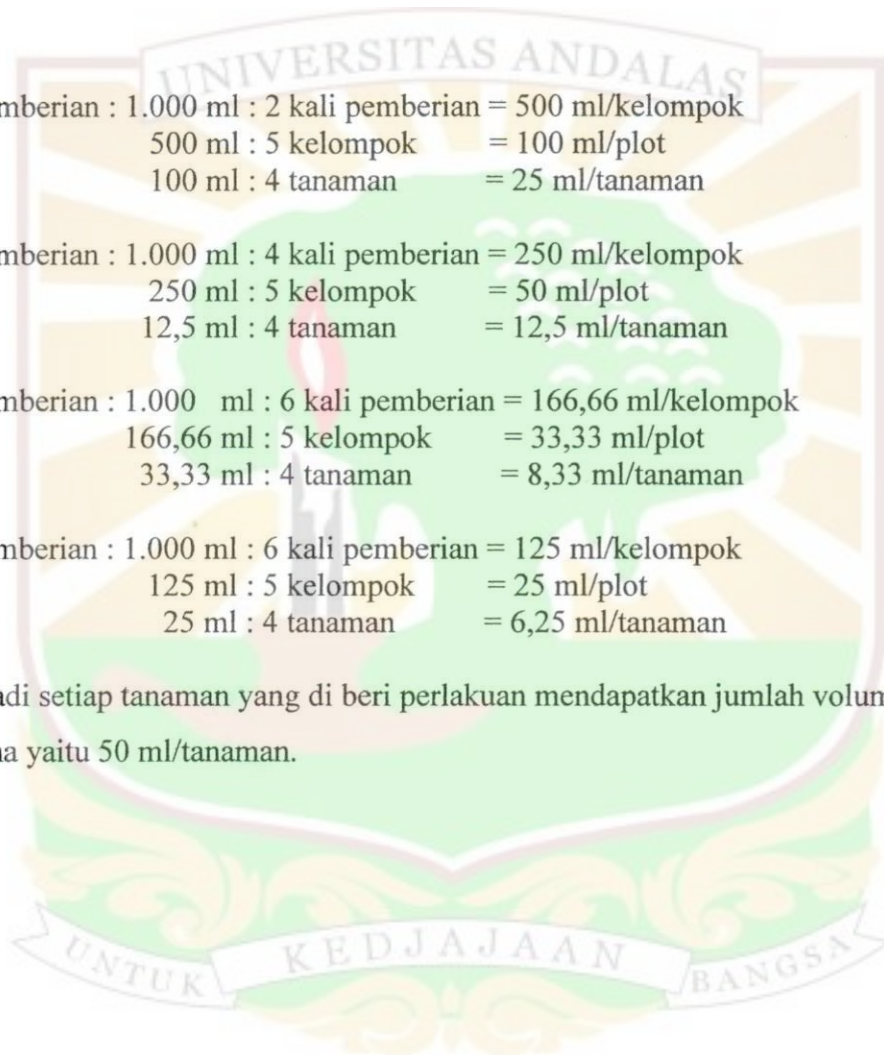 UNIVERSITAS ANDALAS
mberian : 1.000 ml : 2 kali pemberian = 500 ml/kelompok
500 ml : 5 kelompok = 100 ml/plot
100 ml : 4 tanaman = 25 ml/tanaman
mberian : 1.000 ml : 4 kali pemberian = 250 ml/kelompok
250 ml : 5 kelompok = 50 ml/plot
12,5 ml : 4 tanaman = 12,5 ml/tanaman
mberian : 1.000 ml : 6 kali pemberian = 166,66 ml/kelompok
166,66 ml : 5 kelompok = 33,33 ml/plot
33,33 ml : 4 tanaman = 8,33 ml/tanaman
mberian : 1.000 ml : 6 kali pemberian = 125 ml/kelompok
125 ml : 5 kelompok = 25 ml/plot
25 ml : 4 tanaman = 6,25 ml/tanaman
adi setiap tanaman yang di beri perlakuan mendapatkan jumlah volum
a yaitu 50 ml/tanaman.
UNTUK KEDJAJAAN BANGSA